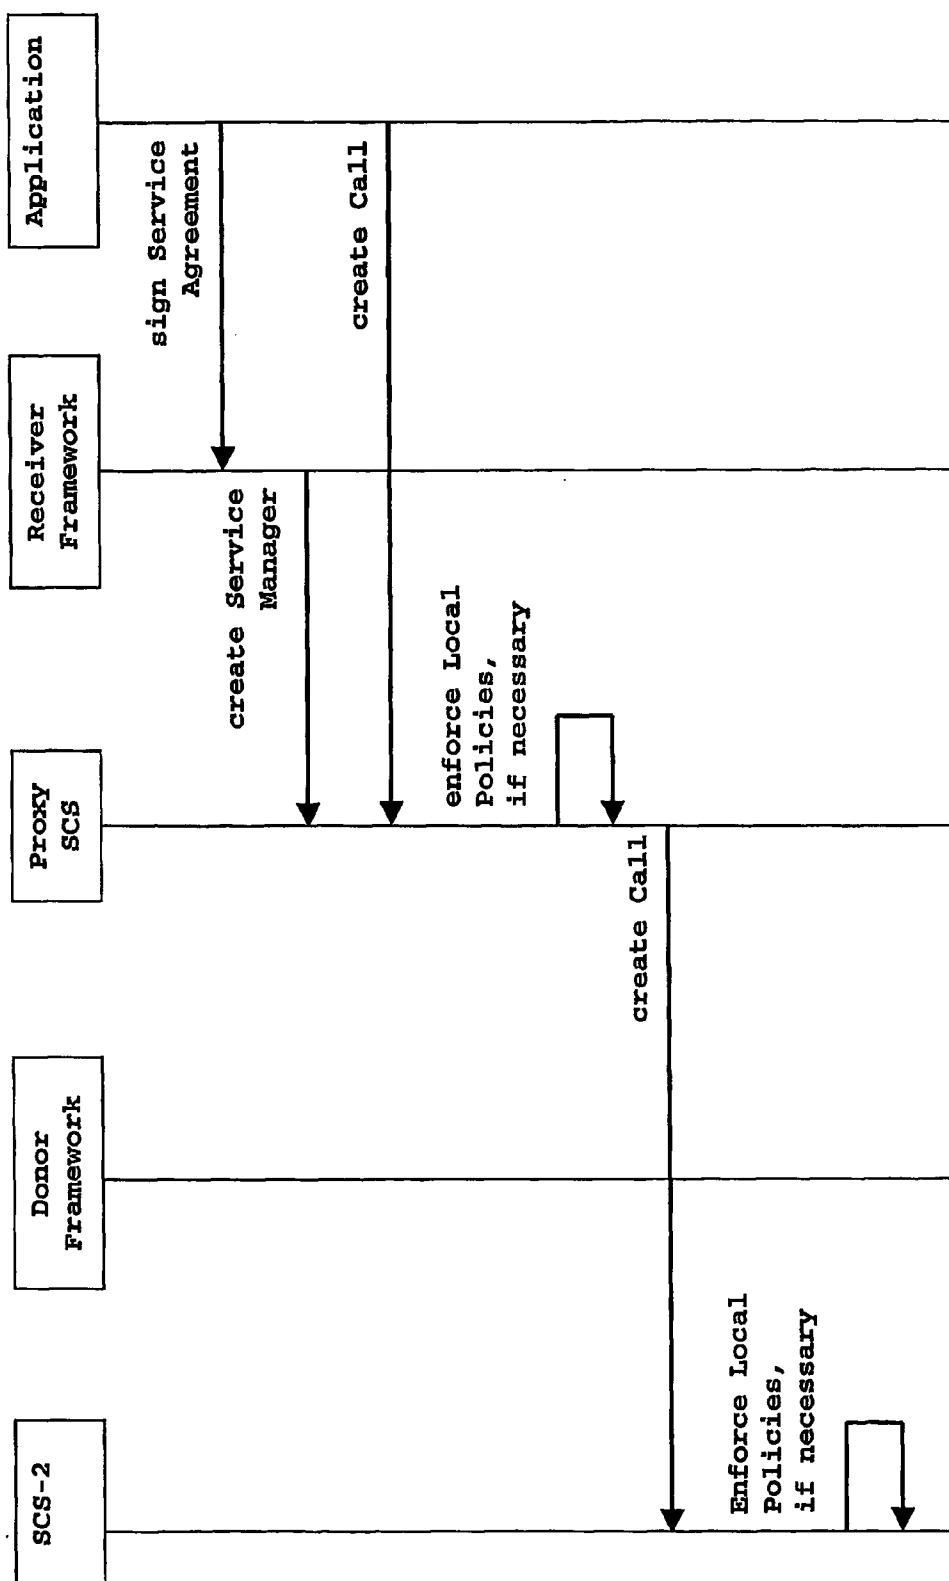 SCS-2
Donor
Framework
Proxy
SCS
Receiver
Framework
Application
sign Service
Agreement
create Service
Manager
create Call
enforce Local
Policies,
if necessary
create Call
Enforce Local
Policies,
if necessary